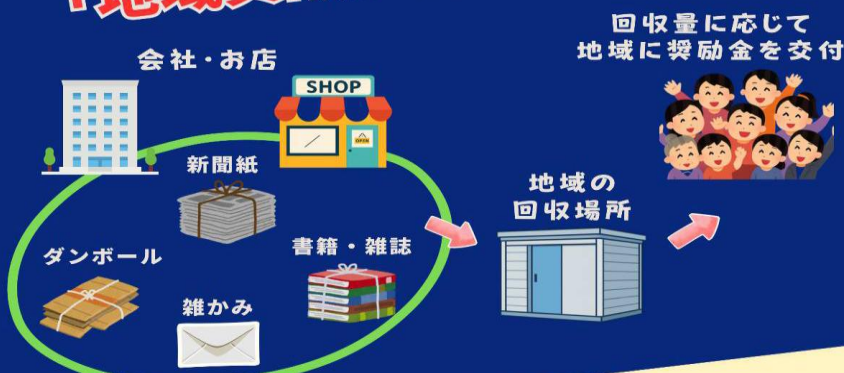 会社・お店
SHOP
OPEN
新聞紙
ダンボール
書籍・雑誌
雑かみ
地域の
回収場所
回収量に応じて
地域に奨励金を交付